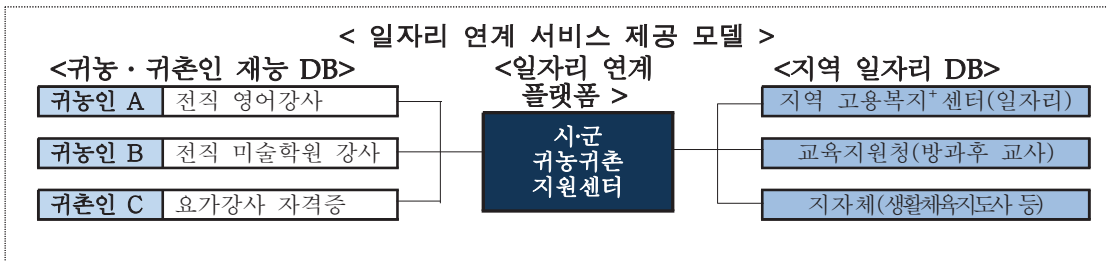 < 일자리 연계 서비스 제공 모델 >
<귀농·귀촌인 재능 DB>
귀농인 A 전직 영어강사
귀농인 B 전직 미술학원 강사
귀촌인 C 요가강사 자격증
<일자리 연계
플랫폼 >
시·군
귀농귀촌
지원센터
<지역 일자리 DB>
지역 고용복지+센터(일자리)
교육지원청(방과후 교사)
지자체(생활체육지도사 등)